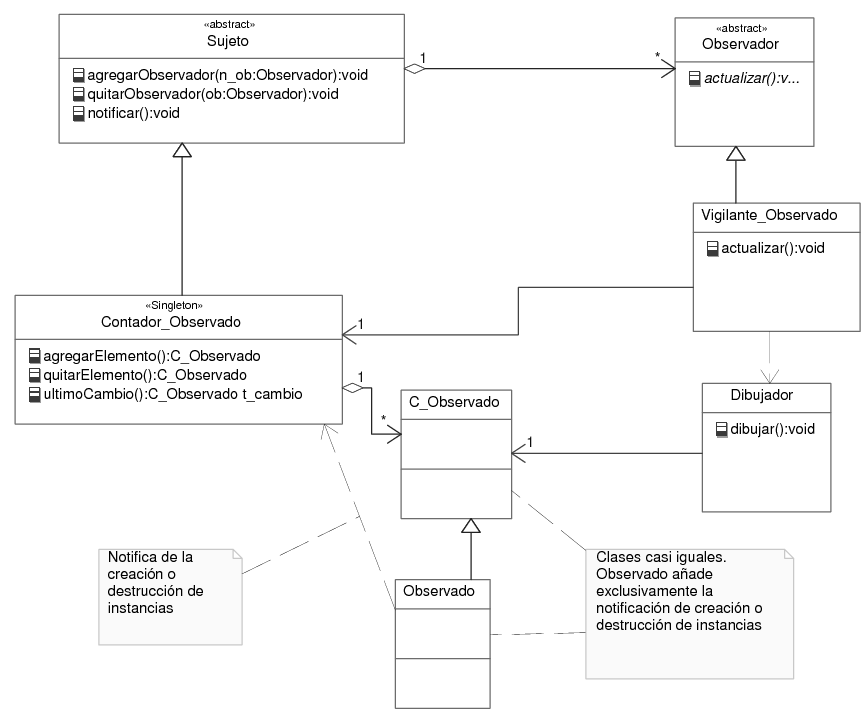 «abstract»
Sujeto
agregarObservador(n_ob:Observador):void
quitarObservador(ob:Observador):void
notificar():void
1
*
«abstract»
Observador
actualizar():v...
Vigilante_Observado
actualizar():void
«Singleton»
Contador_Observado
agregarElemento():C_Observado
quitarElemento():C_Observado
ultimoCambio():C_Observado t_cambio
1
1
*
C_Observado
1
Dibujador
dibujar():void
Notifica de la
creación o
destrucción de
instancias
Observado
Clases casi iguales.
Observado añade
exclusivamente la
notificación de creación o
destrucción de instancias